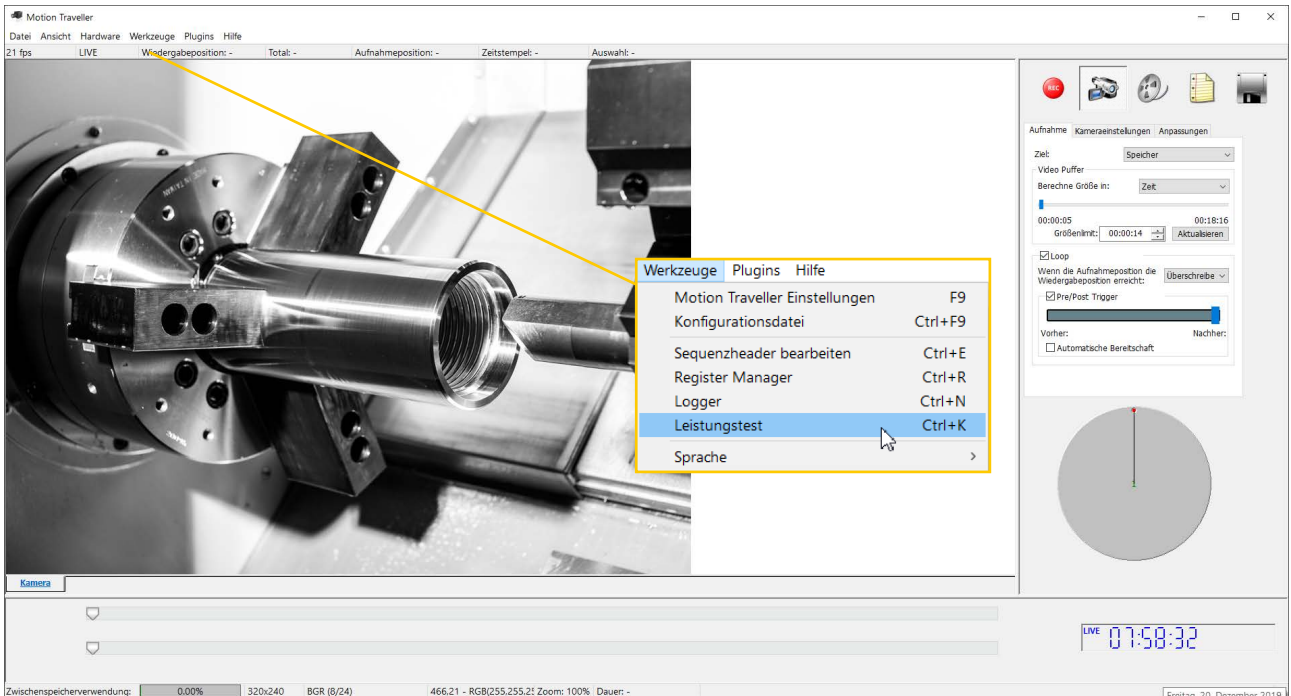 Motion Traveller
Datei Ansicht Hardware Werkzeuge Plugins Hilfe
21 fps LIVE Wiedergabeposition: - Total: - Aufnahmeposition: - Zeitstempel: - Auswahl: -
REC
Aufnahme Kameraeinstellungen Anpassungen
Ziel: Speicher
Video Puffer
Berechne Größe in: Zeit
00:00:05 00:18:16
Größenlimit: 00:00:14 Aktualisieren
Loop
Wenn die Aufnahmeposition die
Wiedergabeposition erreicht: Überschreibe
Pre/Post Trigger
Vorher: Nachher:
Automatische Bereitschaft
MADE IN TAIWAN
Werkzeuge Plugins Hilfe
Motion Traveller Einstellungen F9
Konfigurationsdatei Ctrl+F9
Sequenzheader bearbeiten Ctrl+E
Register Manager Ctrl+R
Logger Ctrl+N
Leistungstest Ctrl+K
Sprache
Kamera
LIVE 07:58:32
Zwischenspeicherverwendung: 0.00% 320x240 BGR (8/24) 466,21 - RGB(255,255,25 Zoom: 100% Dauer: -
Freitag, 20. Dezember 2019